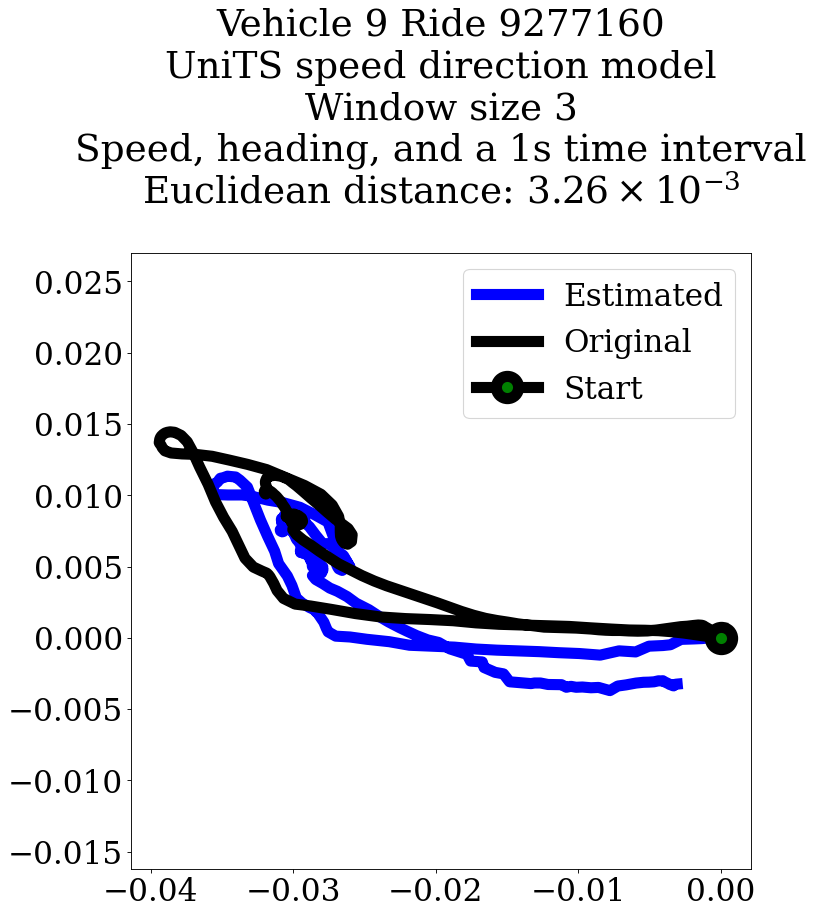 Vehicle 9 Ride 9277160
UniTS speed direction model
Window size 3
Speed, heading, and a 1s time interval
Euclidean distance: 3.26 × 10⁻³
Estimated
Original
Start
0.025
0.020
0.015
0.010
0.005
0.000
−0.005
−0.010
−0.015
−0.04 −0.03 −0.02 −0.01 0.00